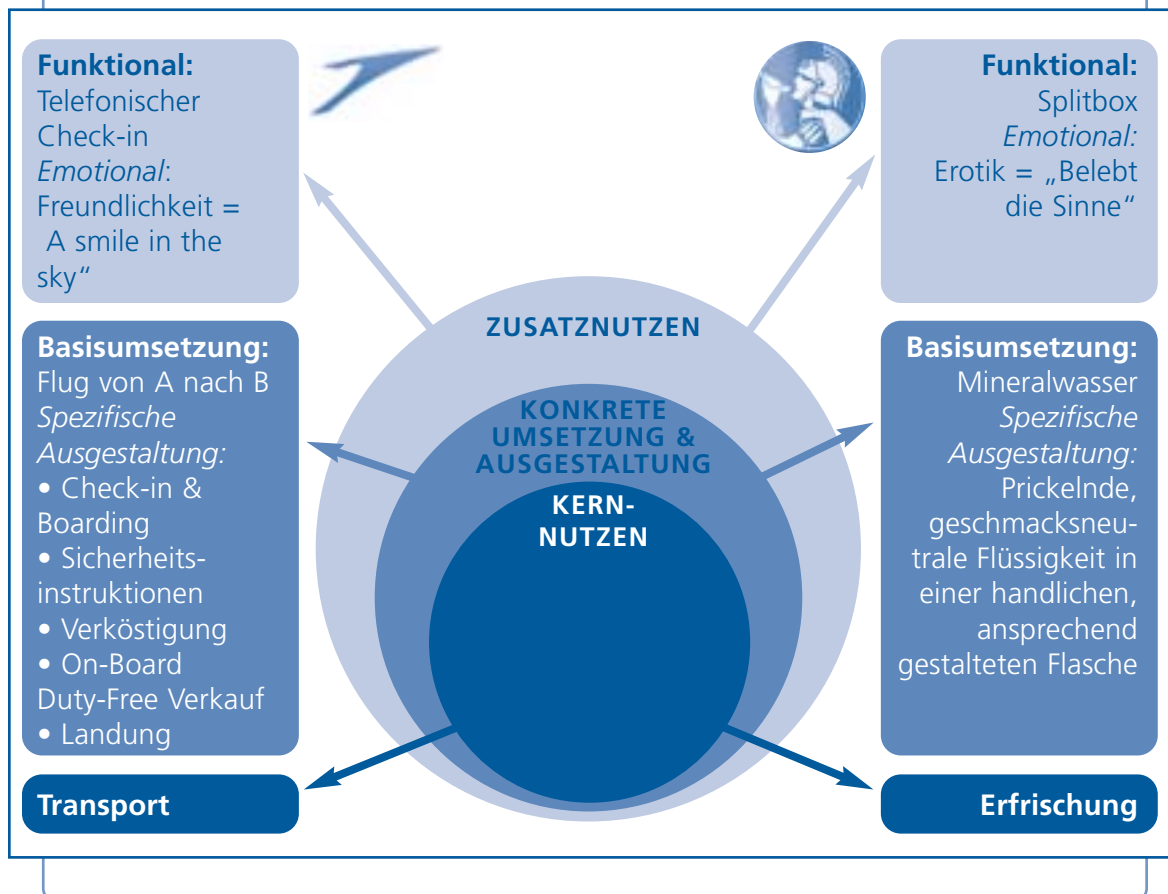 Funktional:
Telefonischer
Check-in
Emotional:
Freundlichkeit =
A smile in the
sky“
Basisumsetzung:
Flug von A nach B
Spezifische
Ausgestaltung:
• Check-in &
Boarding
• Sicherheits-
instruktionen
• Verköstigung
• On-Board
Duty-Free Verkauf
• Landung
Transport
ZUSATZNUTZEN
KONKRETE
UMSETZUNG &
AUSGESTALTUNG
KERN-
NUTZEN
Funktional:
Splitbox
Emotional:
Erotik = „Belebt
die Sinne“
Basisumsetzung:
Mineralwasser
Spezifische
Ausgestaltung:
Prickelnde,
geschmacksneu-
trale Flüssigkeit in
einer handlichen,
ansprechend
gestalteten Flasche
Erfrischung